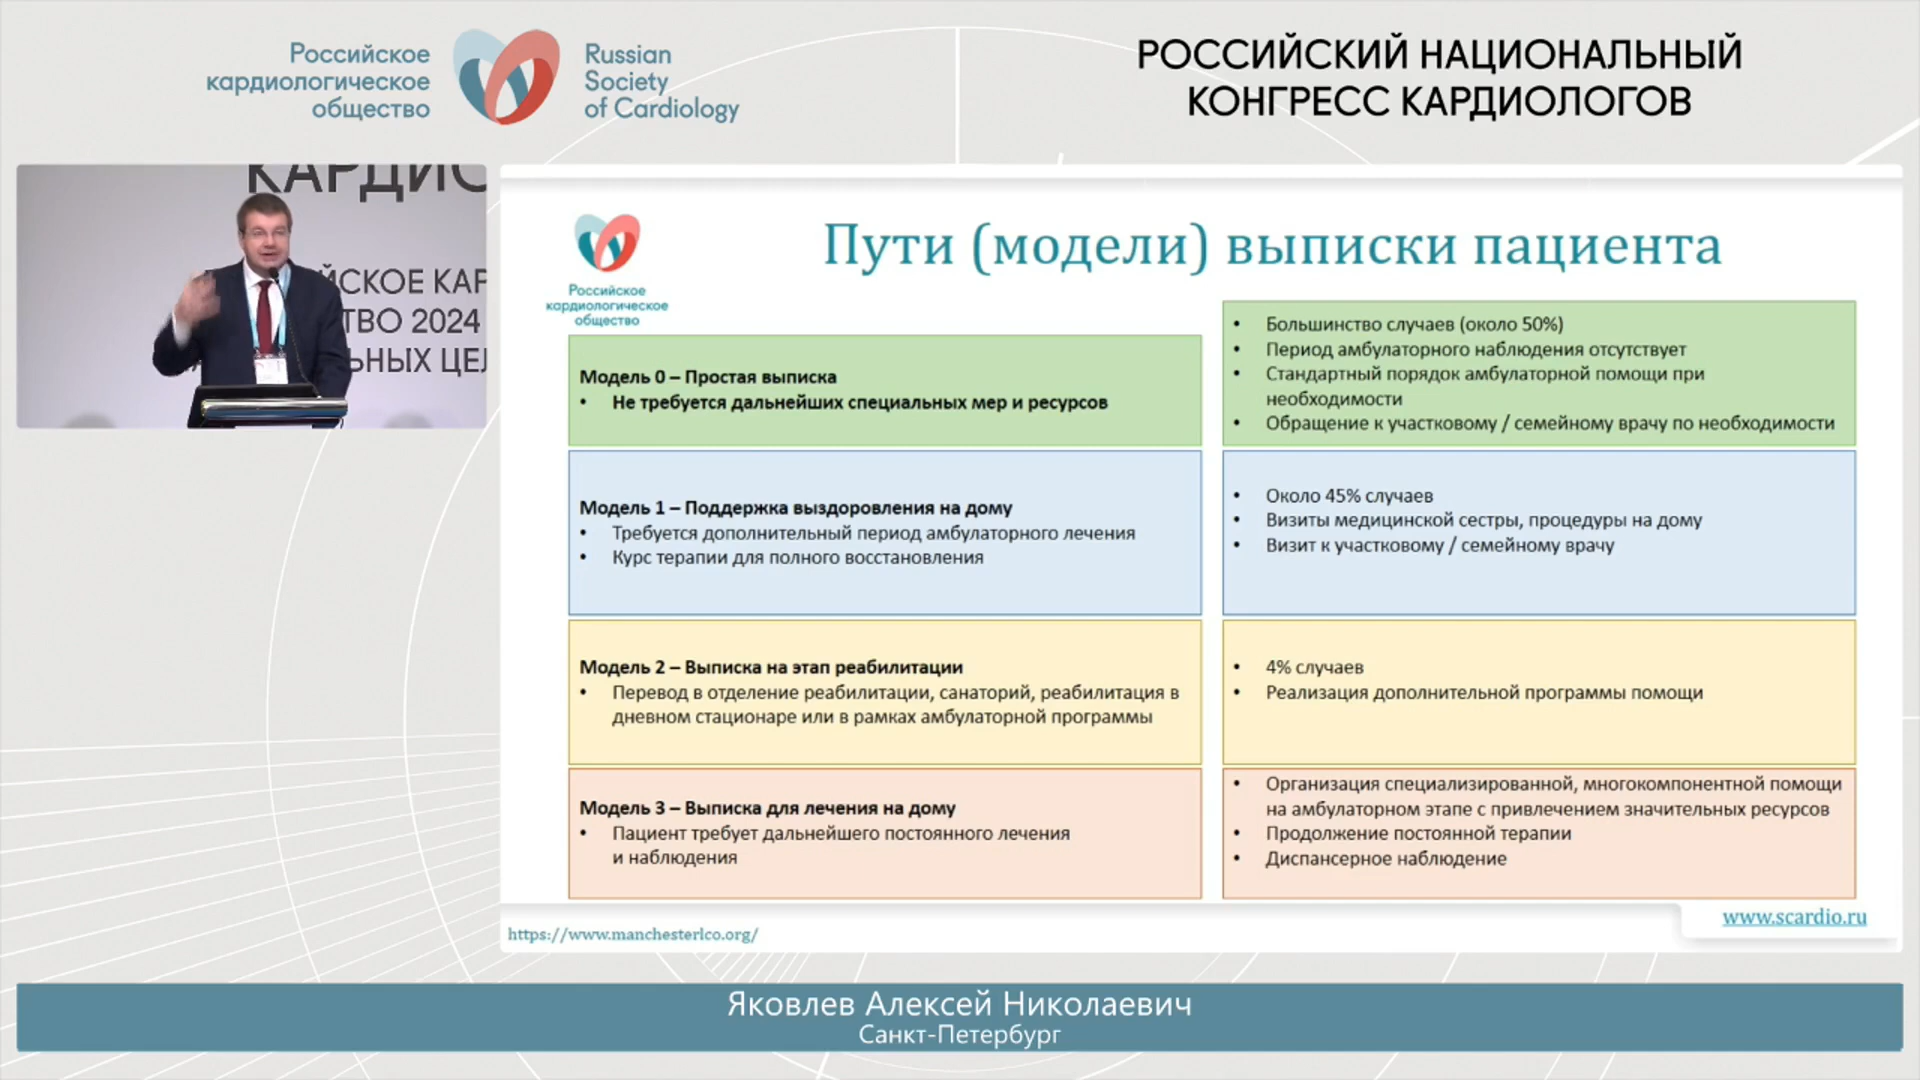 Российское
кардиологическое
общество
Russian
Society
of Cardiology
РОССИЙСКИЙ НАЦИОНАЛЬНЫЙ
КОНГРЕСС КАРДИОЛОГОВ
СКОЕ КАР
ТВО 2024
ЬНЫХ ЦЕЛ
Российское
кардиологическое
общество
Пути (модели) выписки пациента
Модель 0 – Простая выписка
• Не требуется дальнейших специальных мер и ресурсов
• Большинство случаев (около 50%)
• Период амбулаторного наблюдения отсутствует
• Стандартный порядок амбулаторной помощи при
необходимости
• Обращение к участковому / семейному врачу по необходимости
Модель 1 – Поддержка выздоровления на дому
• Требуется дополнительный период амбулаторного лечения
• Курс терапии для полного восстановления
• Около 45% случаев
• Визиты медицинской сестры, процедуры на дому
• Визит к участковому / семейному врачу
Модель 2 – Выписка на этап реабилитации
• Перевод в отделение реабилитации, санаторий, реабилитация в
дневном стационаре или в рамках амбулаторной программы
• 4% случаев
• Реализация дополнительной программы помощи
Модель 3 – Выписка для лечения на дому
• Пациент требует дальнейшего постоянного лечения
и наблюдения
• Организация специализированной, многокомпонентной помощи
на амбулаторном этапе с привлечением значительных ресурсов
• Продолжение постоянной терапии
• Диспансерное наблюдение
www.scardio.ru
https://www.manchesterlco.org/
Яковлев Алексей Николаевич
Санкт-Петербург